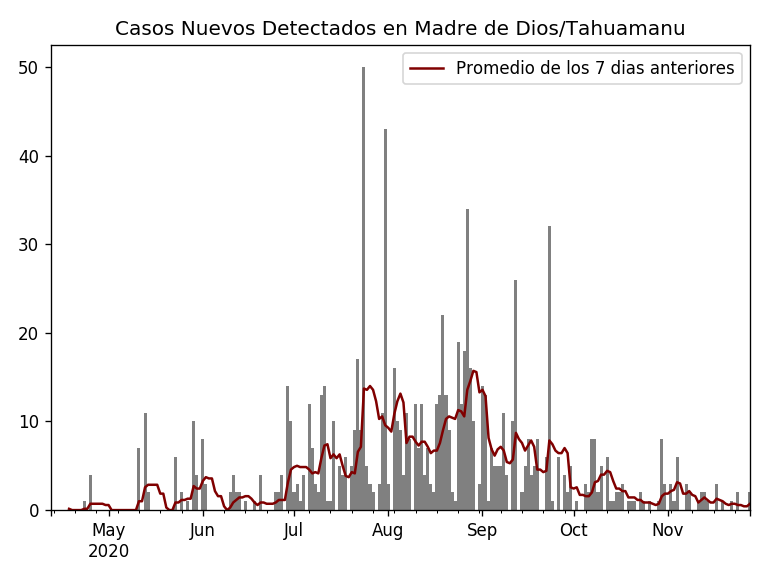 Casos Nuevos Detectados en Madre de Dios/Tahuamanu
Promedio de los 7 dias anteriores
50
40
30
20
10
0
May Jun Jul Aug Sep Oct Nov
2020